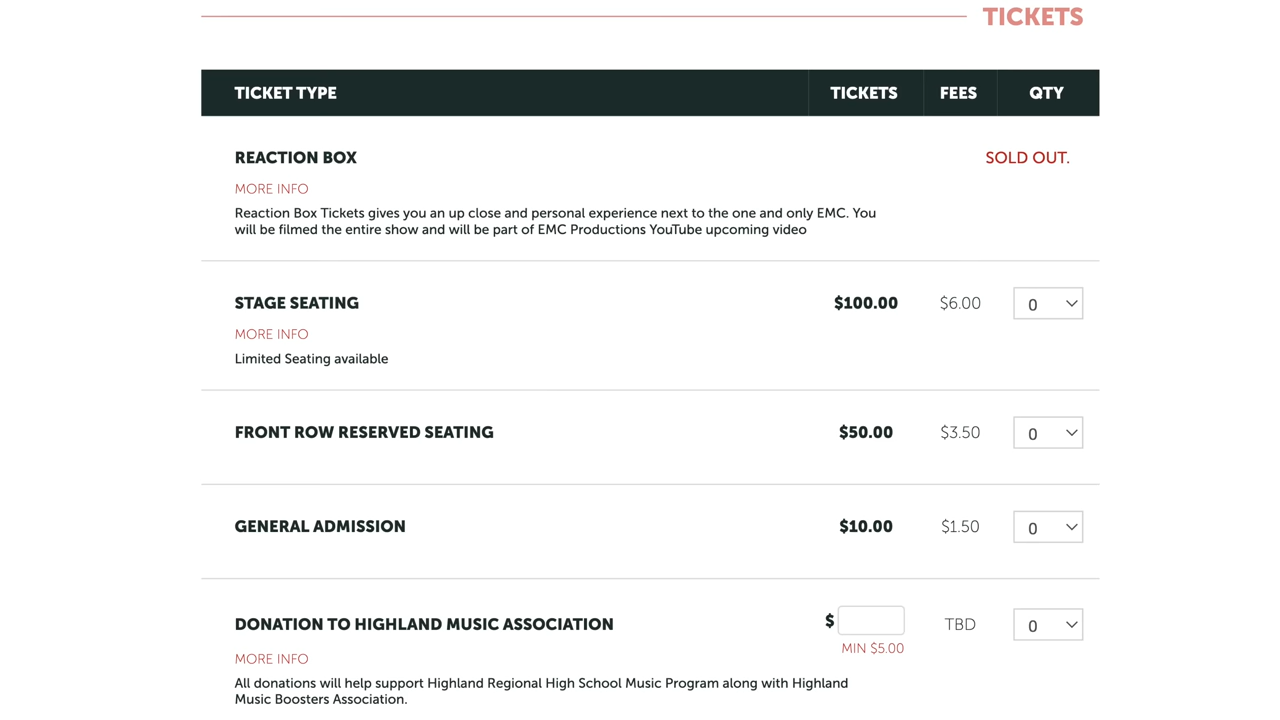 TICKETS
TICKET TYPE TICKETS FEES QTY
REACTION BOX SOLD OUT.
MORE INFO
Reaction Box Tickets gives you an up close and personal experience next to the one and only EMC. You
will be filmed the entire show and will be part of EMC Productions YouTube upcoming video
STAGE SEATING $100.00 $6.00 0
MORE INFO
Limited Seating available
FRONT ROW RESERVED SEATING $50.00 $3.50 0
GENERAL ADMISSION $10.00 $1.50 0
DONATION TO HIGHLAND MUSIC ASSOCIATION $ TBD 0
MIN $5.00
MORE INFO
All donations will help support Highland Regional High School Music Program along with Highland
Music Boosters Association.